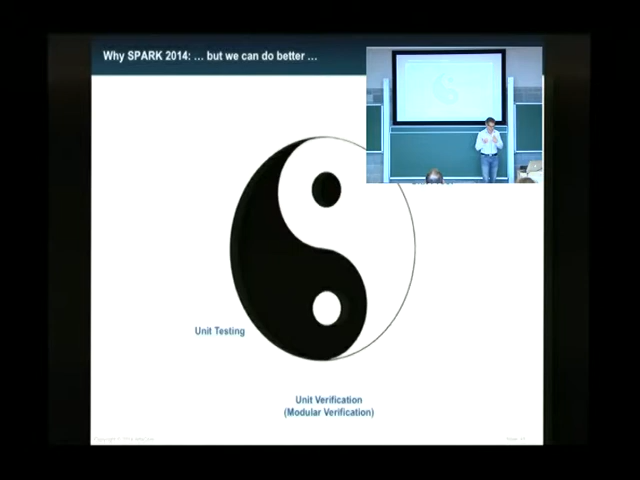 Why SPARK 2014: ... but we can do better ...
Unit Testing
Unit Verification
(Modular Verification)